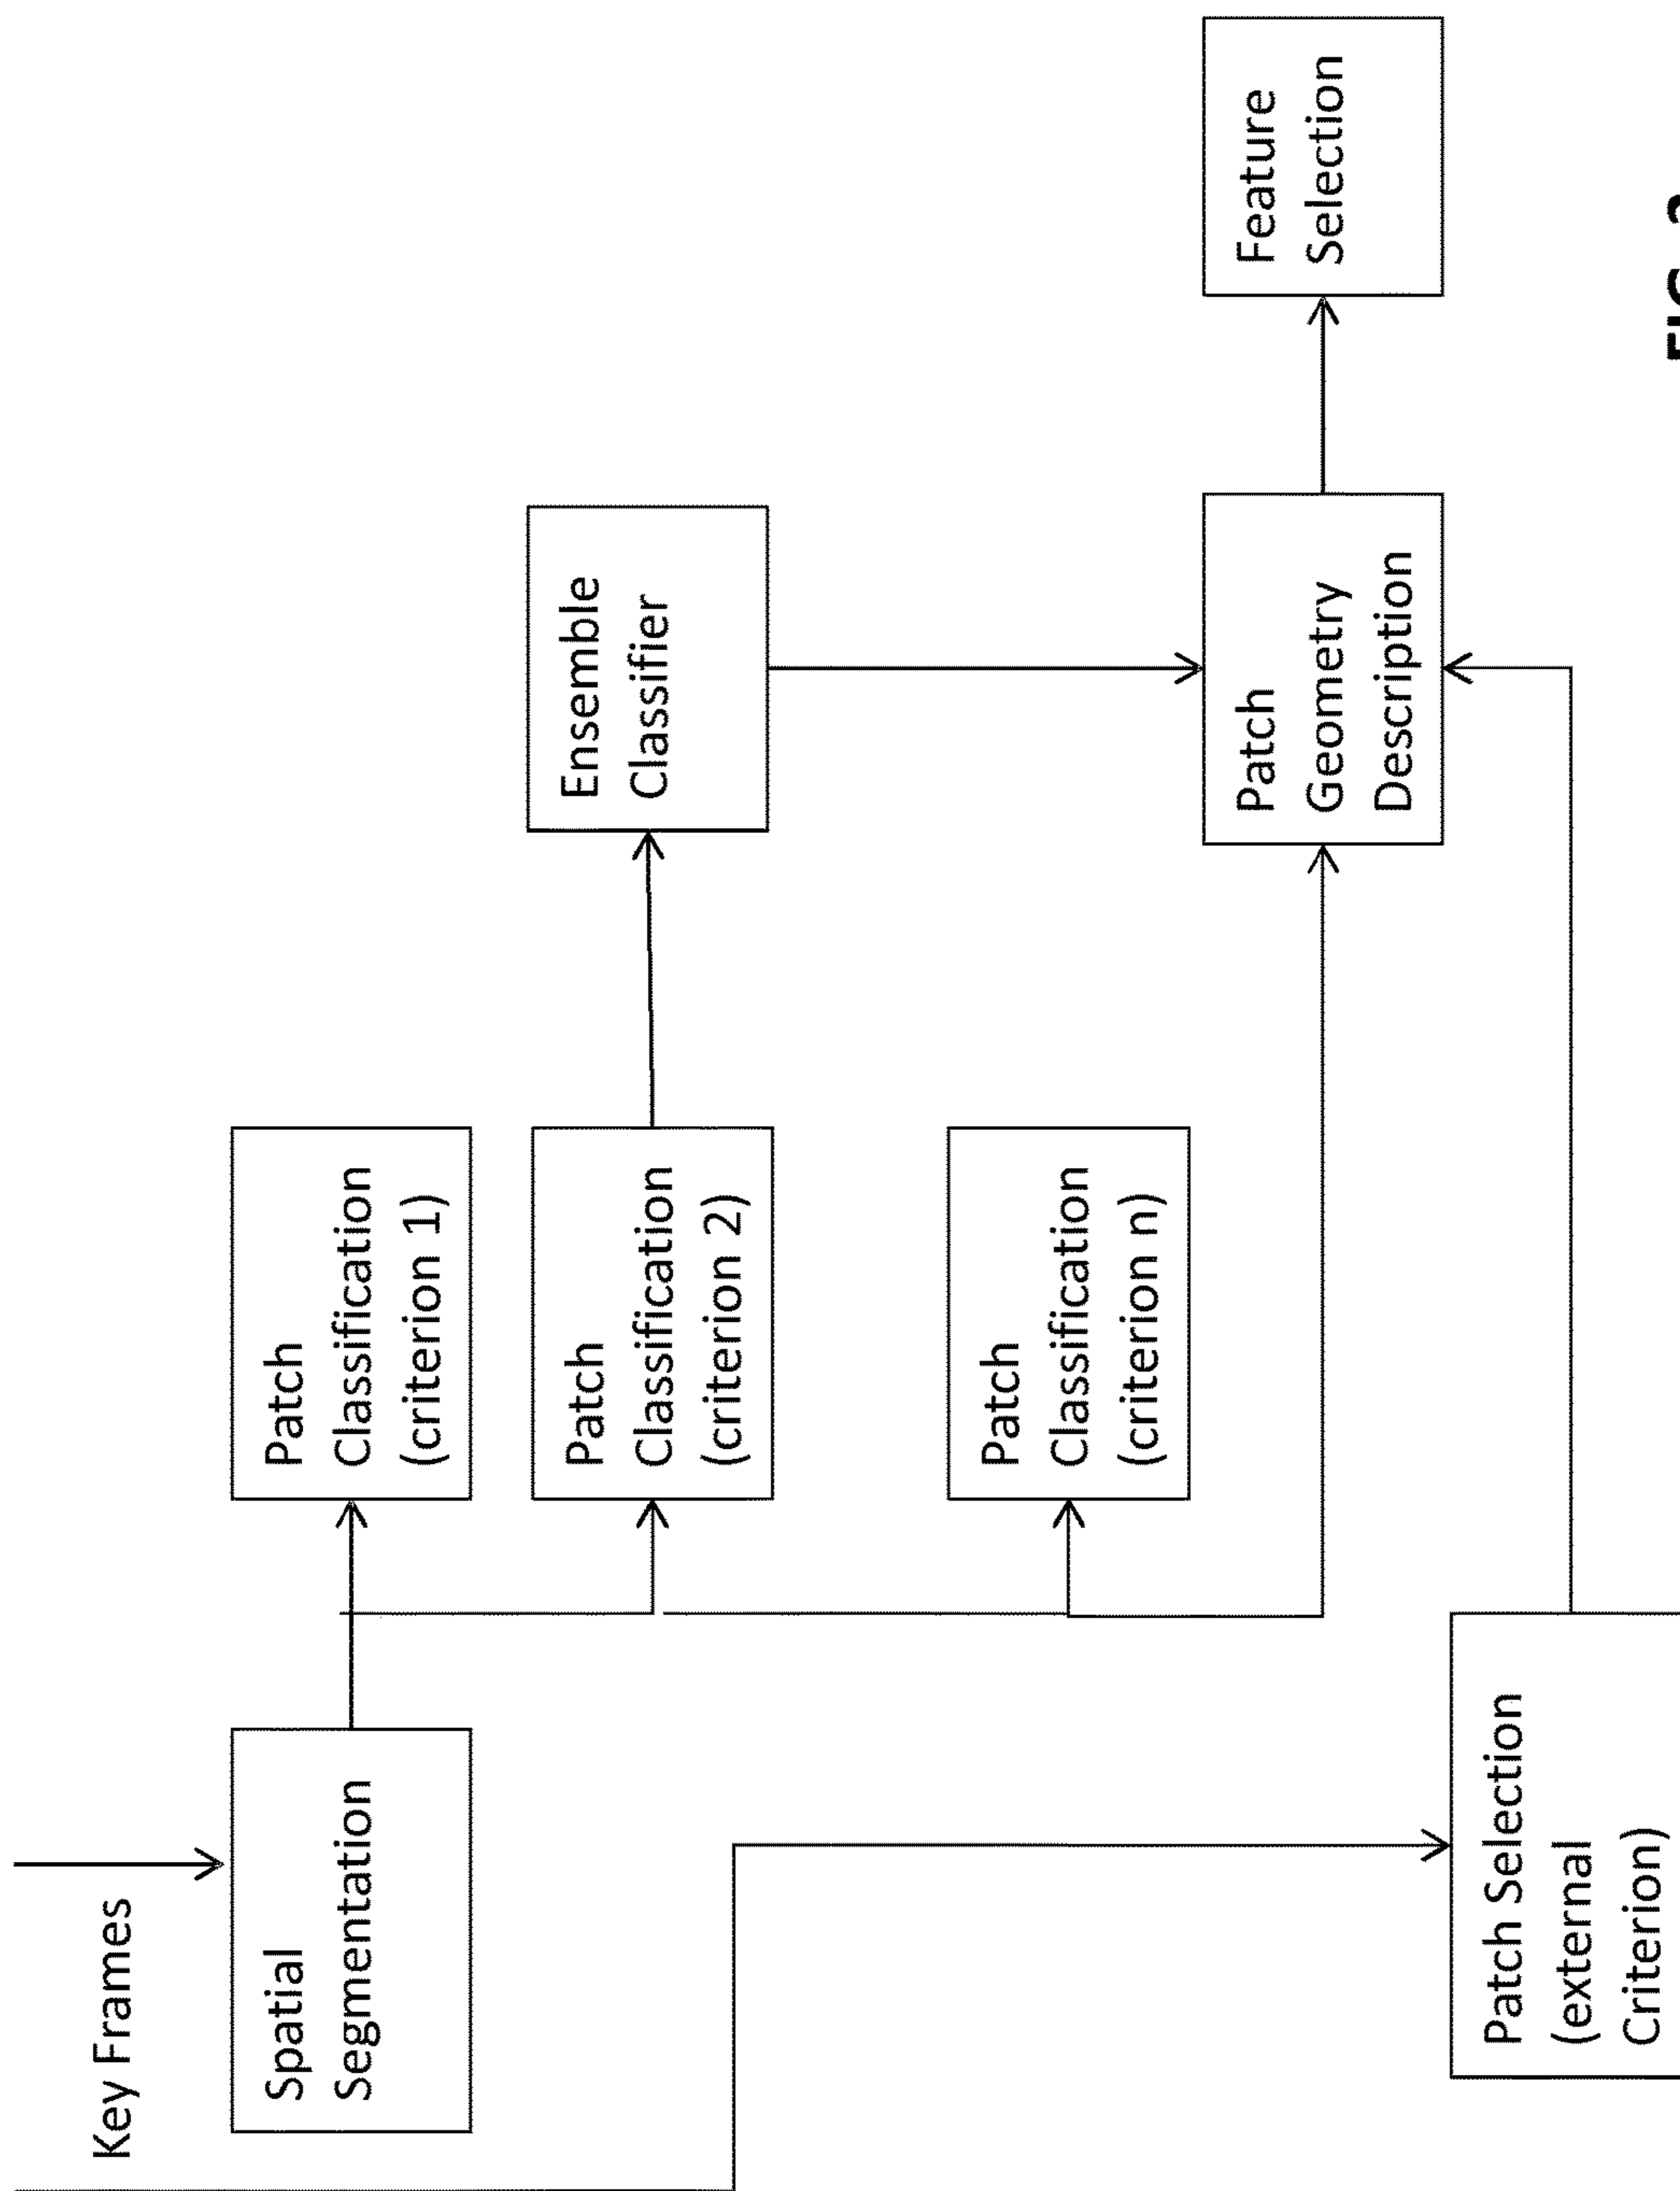 Key Frames
Spatial
Segmentation
Patch
Classification
(criterion 1)
Patch
Classification
(criterion 2)
Ensemble
Classifier
Patch
Classification
(criterion n)
Patch
Geometry
Description
Feature
Selection
Patch Selection
(external
Criterion)
FIG.